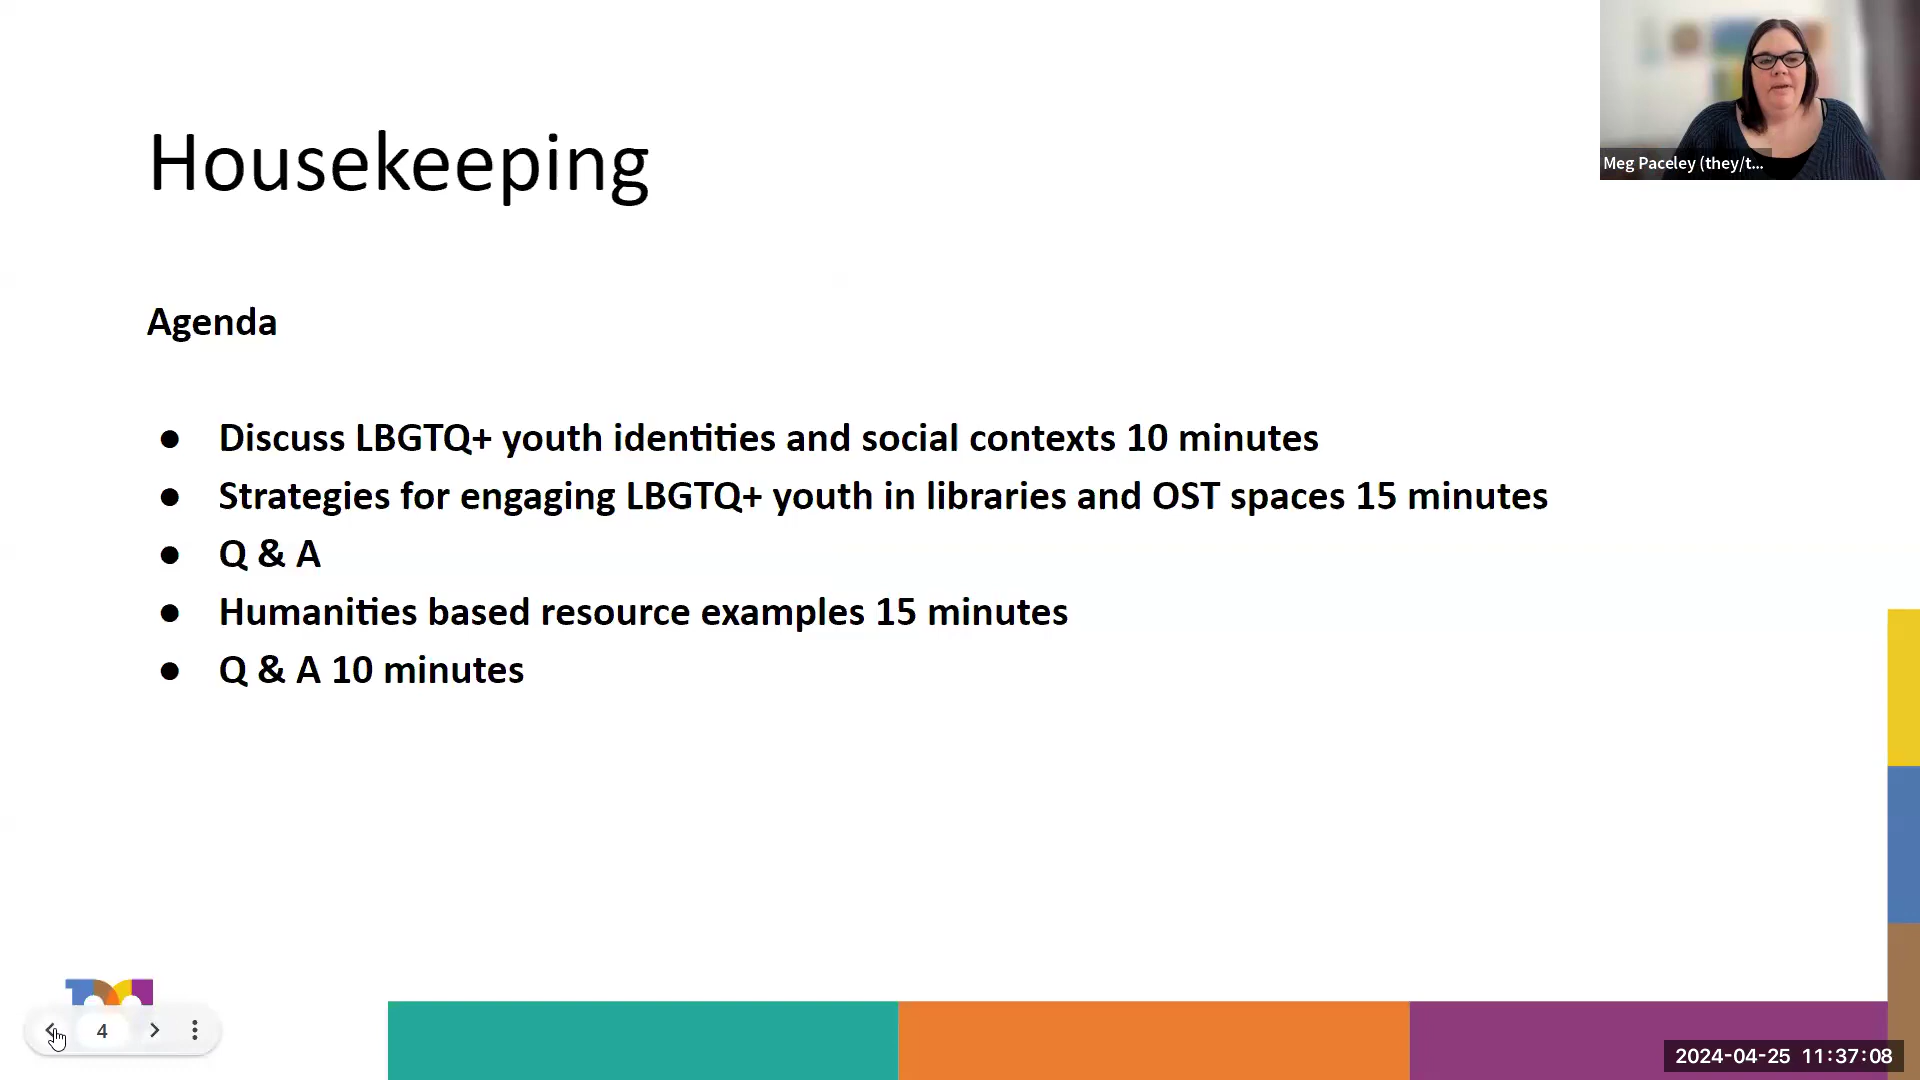 Housekeeping
Meg Paceley (they/t...
Agenda
● Discuss LBGTQ+ youth identities and social contexts 10 minutes
● Strategies for engaging LBGTQ+ youth in libraries and OST spaces 15 minutes
● Q & A
● Humanities based resource examples 15 minutes
● Q & A 10 minutes
4
2024-04-25 11:37:08